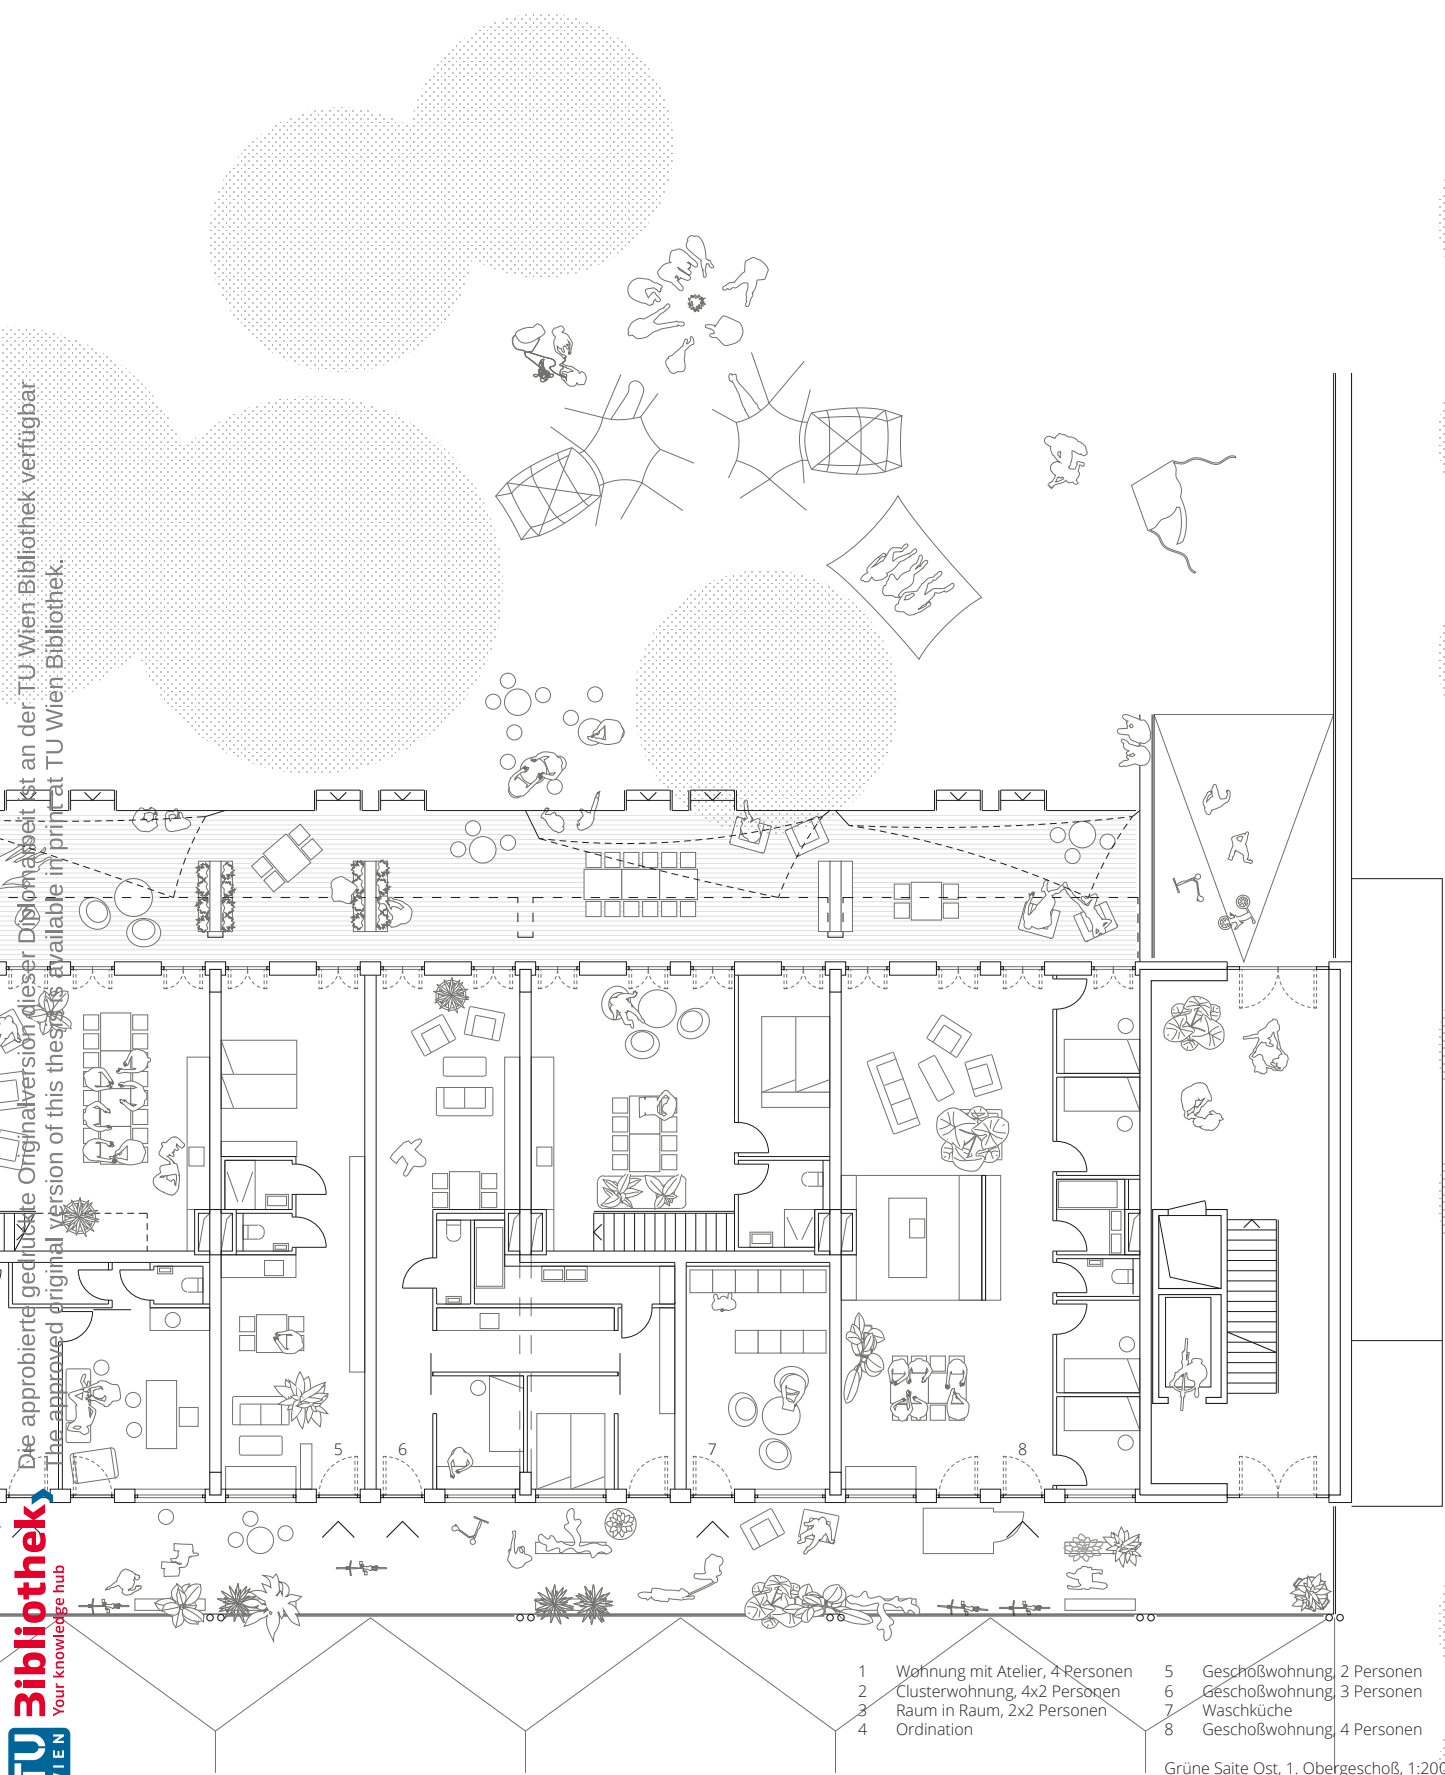 Die approbierte gedruckte Originalversion dieser Diplomarbeit ist an der TU Wien Bibliothek verfügbar
The approved original version of this thesis is available in print at TU Wien Bibliothek.
Bibliothek
Your knowledge hub
TU
WIEN
5
6
7
8
1 Wohnung mit Atelier, 4 Personen
2 Clusterwohnung, 4x2 Personen
3 Raum in Raum, 2x2 Personen
4 Ordination
5 Geschoßwohnung, 2 Personen
6 Geschoßwohnung, 3 Personen
7 Waschküche
8 Geschoßwohnung, 4 Personen
Grüne Saite Ost, 1. Obergeschoß, 1:200